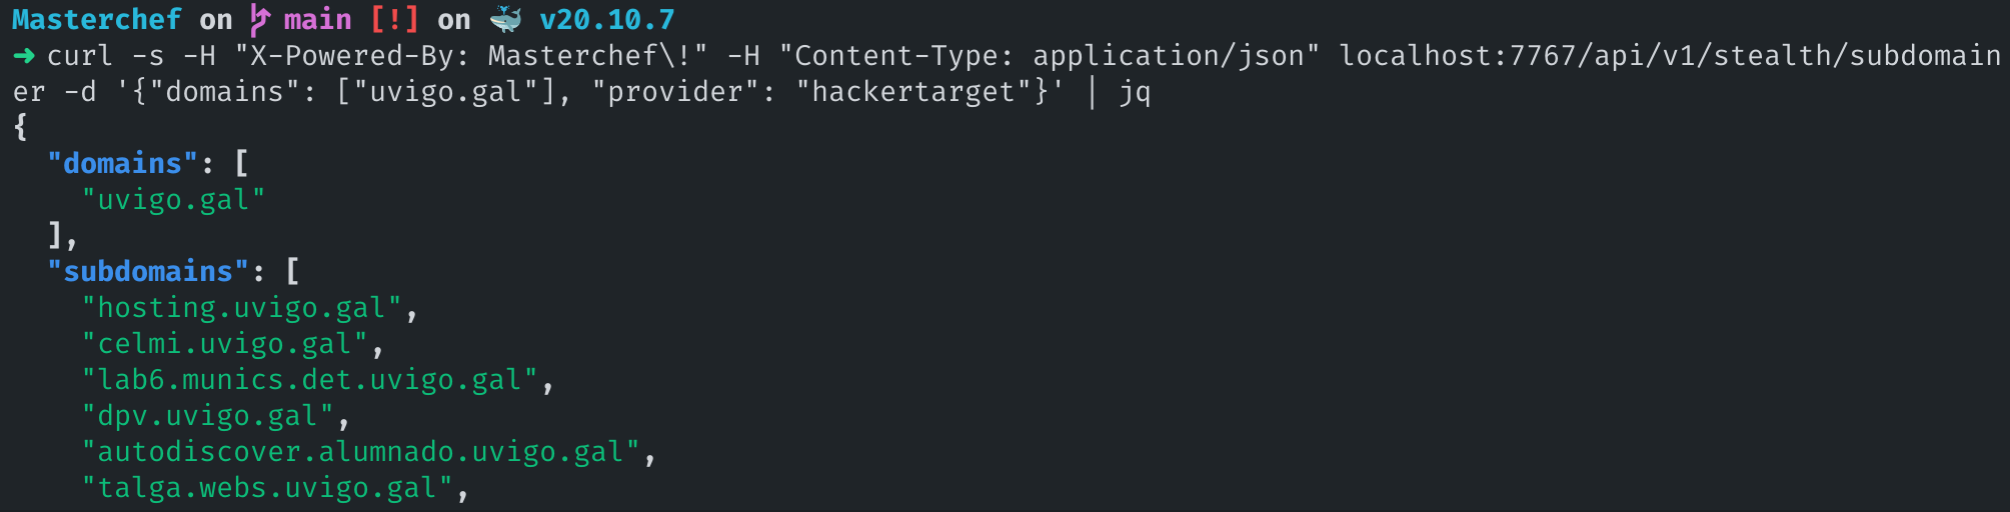 Masterchef on main [!] on 🐳 v20.10.7
➜ curl -s -H "X-Powered-By: Masterchef\!" -H "Content-Type: application/json" localhost:7767/api/v1/stealth/subdomain
er -d '{"domains": ["uvigo.gal"], "provider": "hackertarget"}' | jq
{
  "domains": [
    "uvigo.gal"
  ],
  "subdomains": [
    "hosting.uvigo.gal",
    "celmi.uvigo.gal",
    "lab6.munics.det.uvigo.gal",
    "dpv.uvigo.gal",
    "autodiscover.alumnado.uvigo.gal",
    "talga.webs.uvigo.gal",